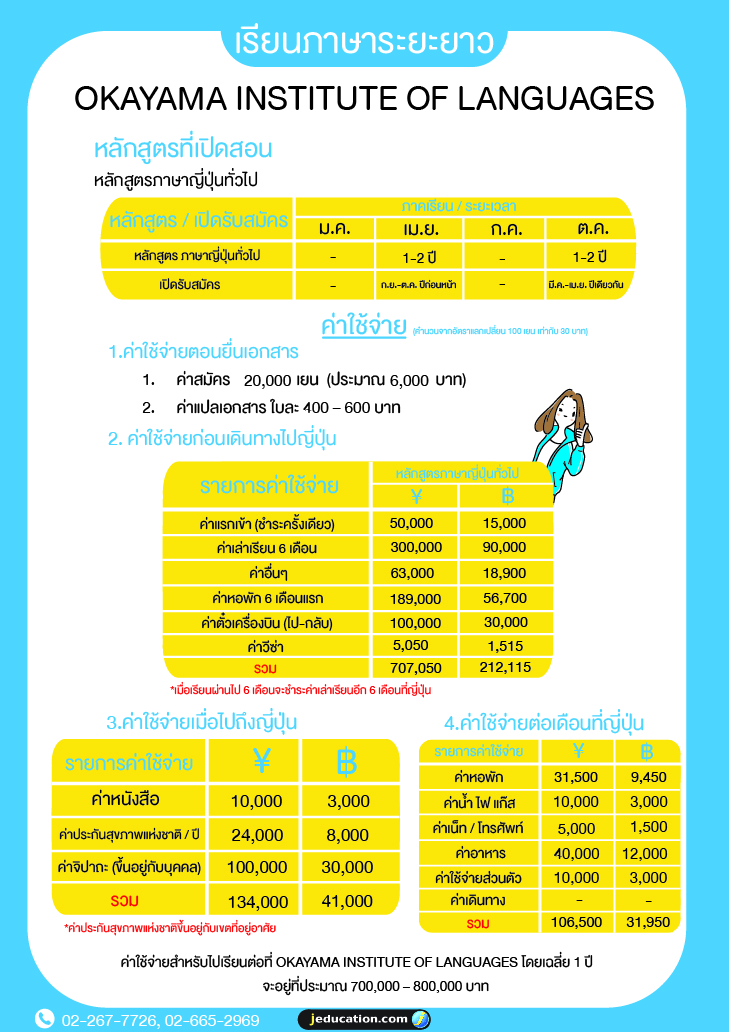 เรียนภาษาระยะยาว
OKAYAMA INSTITUTE OF LANGUAGES
หลักสูตรที่เปิดสอน
หลักสูตรภาษาญี่ปุ่นทั่วไป
หลักสูตร / เปิดรับสมัคร ภาคเรียน / ระยะเวลา
ม.ค. เม.ย. ก.ค. ต.ค.
หลักสูตร ภาษาญี่ปุ่นทั่วไป - 1-2 ปี - 1-2 ปี
เปิดรับสมัคร - ก.ย.-ต.ค. ปีก่อนหน้า - มี.ค.-เม.ย. ปีเดียวกัน
ค่าใช้จ่าย (คำนวนจากอัตราแลกเปลี่ยน 100 เยน เท่ากับ 30 บาท)
1.ค่าใช้จ่ายตอนยื่นเอกสาร
1. ค่าสมัคร 20,000 เยน (ประมาณ 6,000 บาท)
2. ค่าแปลเอกสาร ใบละ 400 – 600 บาท
2. ค่าใช้จ่ายก่อนเดินทางไปญี่ปุ่น
รายการค่าใช้จ่าย หลักสูตรภาษาญี่ปุ่นทั่วไป
¥ ฿
ค่าแรกเข้า (ชำระครั้งเดียว) 50,000 15,000
ค่าเล่าเรียน 6 เดือน 300,000 90,000
ค่าอื่นๆ 63,000 18,900
ค่าหอพัก 6 เดือนแรก 189,000 56,700
ค่าตั๋วเครื่องบิน (ไป-กลับ) 100,000 30,000
ค่าวีซ่า 5,050 1,515
รวม 707,050 212,115
*เมื่อเรียนผ่านไป 6 เดือนจะชำระค่าเล่าเรียนอีก 6 เดือนที่ญี่ปุ่น
3.ค่าใช้จ่ายเมื่อไปถึงญี่ปุ่น
รายการค่าใช้จ่าย ¥ ฿
ค่าหนังสือ 10,000 3,000
ค่าประกันสุขภาพแห่งชาติ / ปี 24,000 8,000
ค่าจิปาถะ (ขึ้นอยู่กับบุคคล) 100,000 30,000
รวม 134,000 41,000
*ค่าประกันสุขภาพแห่งชาติขึ้นอยู่กับเขตที่อยู่อาศัย
4.ค่าใช้จ่ายต่อเดือนที่ญี่ปุ่น
รายการค่าใช้จ่าย ¥ ฿
ค่าหอพัก 31,500 9,450
ค่าน้ำ ไฟ แก๊ส 10,000 3,000
ค่าเน็ท / โทรศัพท์ 5,000 1,500
ค่าอาหาร 40,000 12,000
ค่าใช้จ่ายส่วนตัว 10,000 3,000
ค่าเดินทาง - -
รวม 106,500 31,950
ค่าใช้จ่ายสำหรับไปเรียนต่อที่ OKAYAMA INSTITUTE OF LANGUAGES โดยเฉลี่ย 1 ปี
จะอยู่ที่ประมาณ 700,000 – 800,000 บาท
02-267-7726, 02-665-2969 jeducation.com